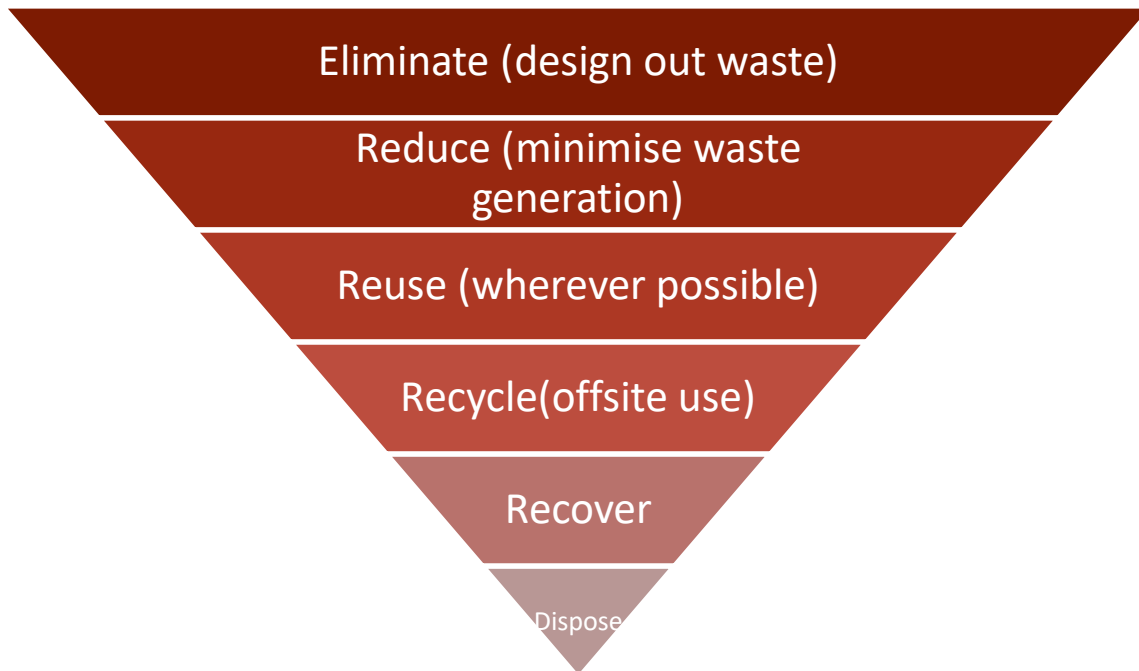 Eliminate (design out waste)
Reduce (minimise waste
generation)
Reuse (wherever possible)
Recycle(offsite use)
Recover
Dispose